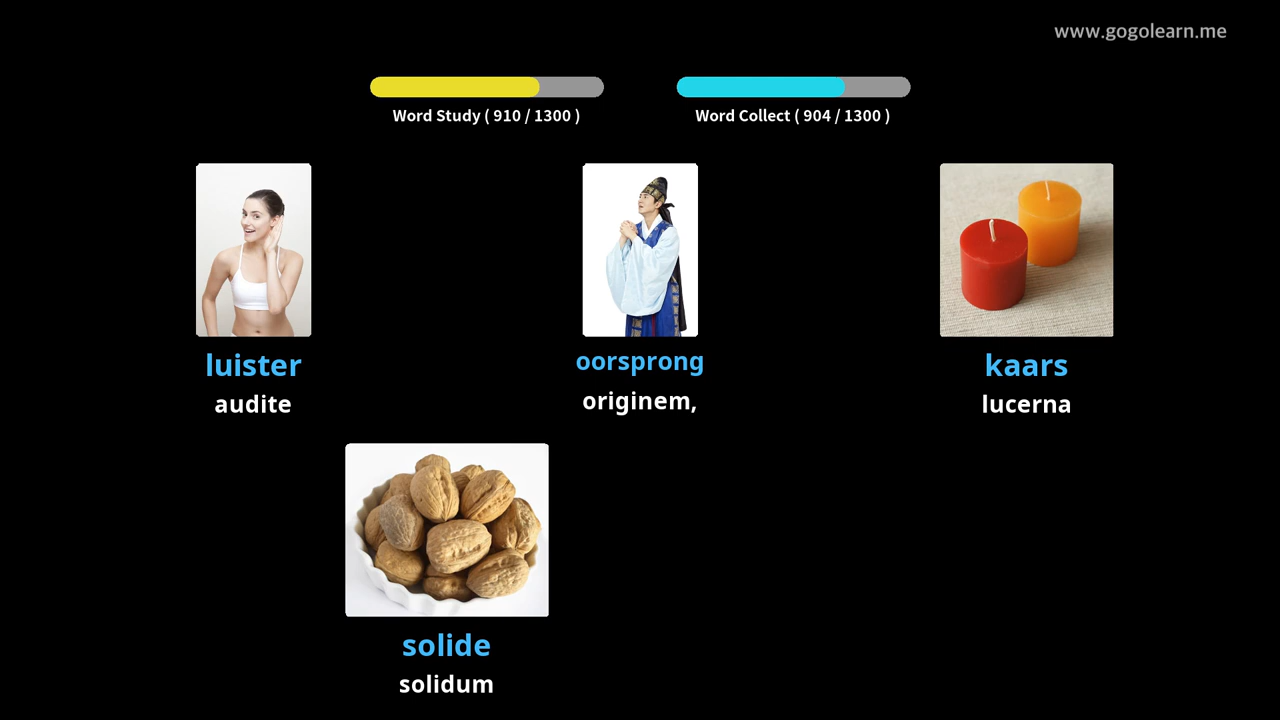 www.gogolearn.me
Word Study ( 910 / 1300 )
Word Collect ( 904 / 1300 )
luister
audite
oorsprong
originem,
kaars
lucerna
solide
solidum